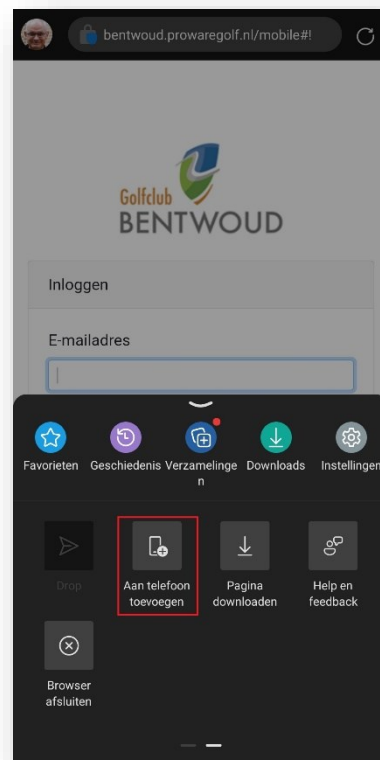 bentwoud.prowaregolf.nl/mobile#!
Golfclub
BENTWOUD
Inloggen
E-mailadres
Favorieten Geschiedenis Verzamelinge Downloads Instellingen
n
Drop Aan telefoon Pagina Help en
toevoegen downloaden feedback
Browser
afsluiten